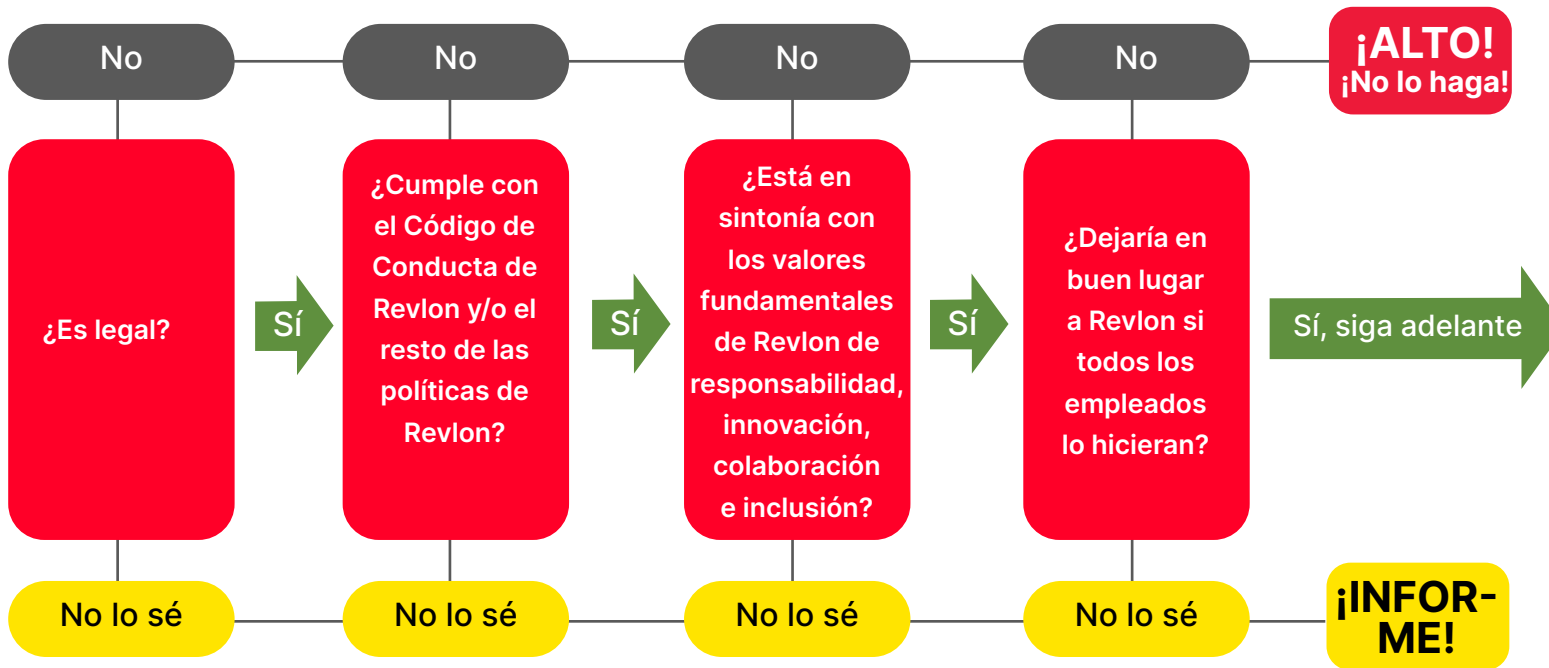 No
No
No
No
¡ALTO!
¡No lo haga!
¿Es legal?
Sí
¿Cumple con
el Código de
Conducta de
Revlon y/o el
resto de las
políticas de
Revlon?
Sí
¿Está en
sintonía con
los valores
fundamentales
de Revlon de
responsabilidad,
innovación,
colaboración
e inclusión?
Sí
¿Dejaría en
buen lugar
a Revlon si
todos los
empleados
lo hicieran?
Sí, siga adelante
No lo sé
No lo sé
No lo sé
No lo sé
¡INFOR-
ME!